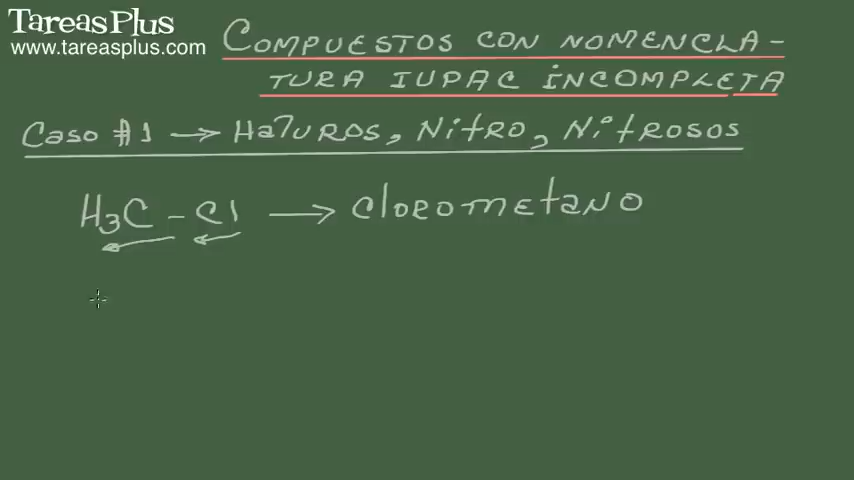 TareasPlus
www.tareasplus.com
COMPUESTOS CON NOMENCLA-
TURA IUPAC INCOMPLETA
Caso #1 → HALUROS, NITRO, NITROSOS
H₃C - Cl → CLOROMETANO